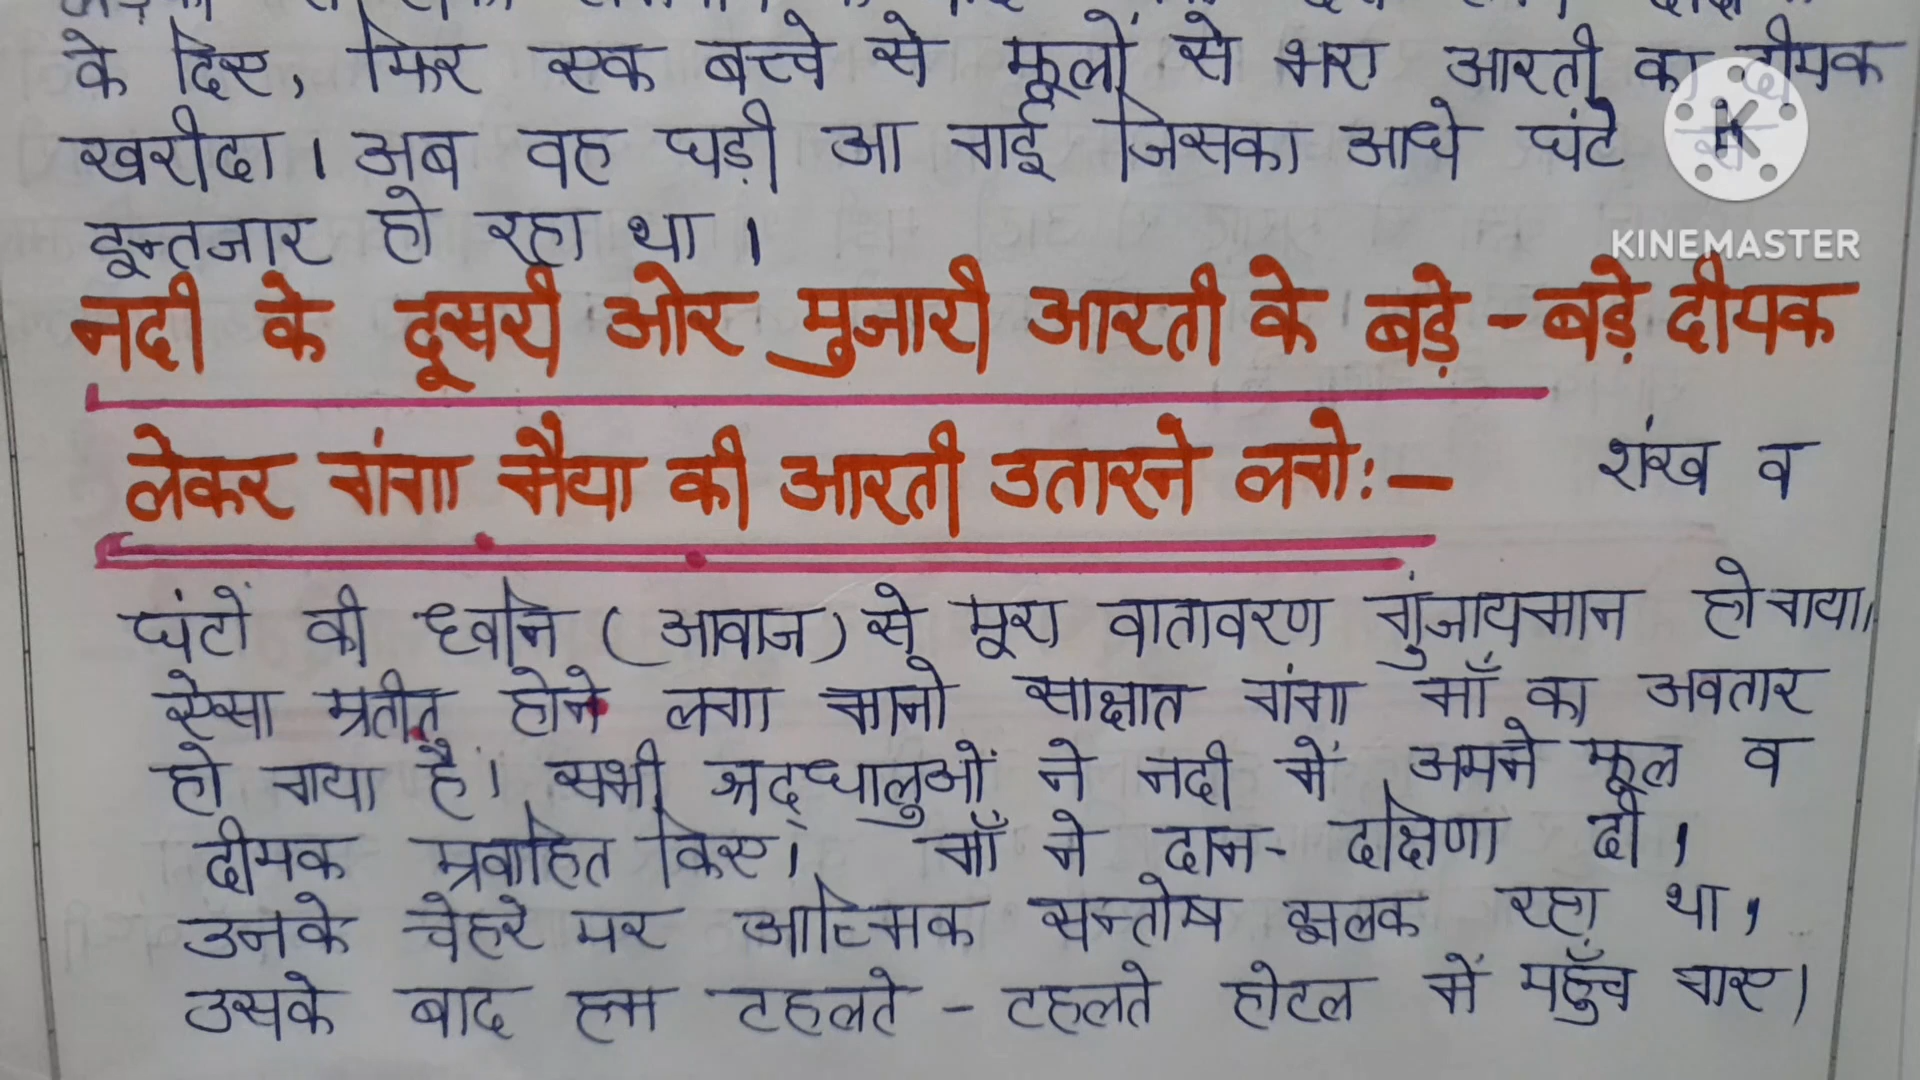 के दिए, फिर एक बच्चे से फूलों से भरा आरती का दीपक
खरीदा। अब वह घड़ी आ गई जिसका आधे घंटे से
इन्तजार हो रहा था।
नदी के दूसरी ओर पुजारी आरती के बड़े-बड़े दीपक
लेकर गंगा मैया की आरती उतारने लगे:- शंख व
घंटों की ध्वनि (आवाज) से पूरा वातावरण गुंजायमान हो गया।
ऐसा प्रतीत होने लगा मानो साक्षात गंगा माँ का अवतार
हो गया है। सभी श्रद्धालुओं ने नदी में अपने फूल व
दीपक प्रवाहित किए। माँ ने दान-दक्षिणा दी।
उनके चेहरे पर आत्मिक सन्तोष झलक रहा था,
उसके बाद हम टहलते-टहलते होटल में पहुँच गए।
K
KINEMASTER